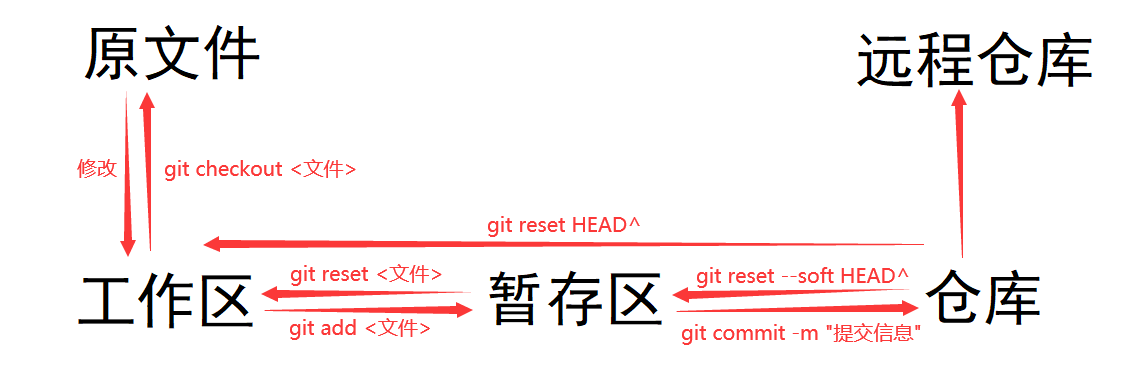 原文件
远程仓库
修改
git checkout <文件>
git reset HEAD^
工作区
git reset <文件>
git add <文件>
暂存区
git reset --soft HEAD^
git commit -m "提交信息"
仓库